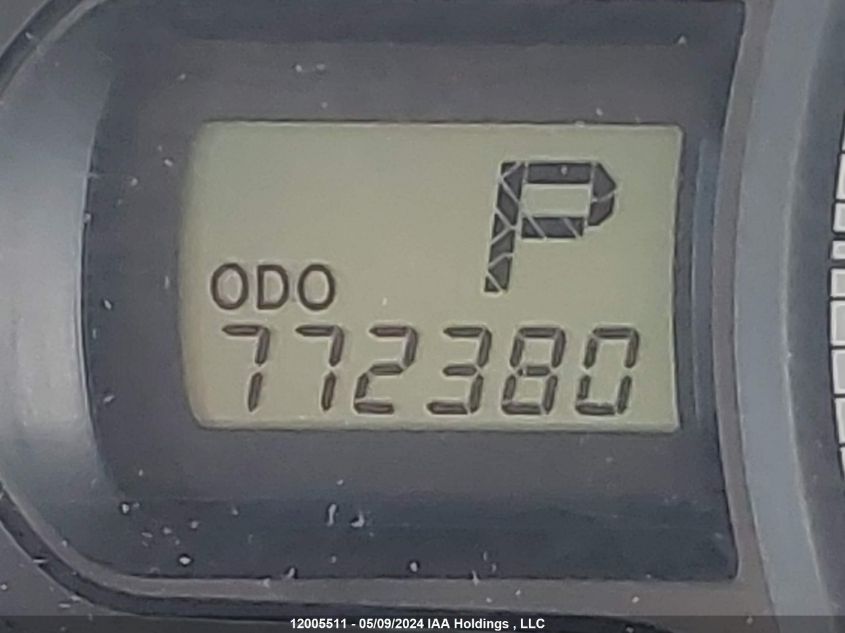 P
ODO
772380
12005511 - 05/09/2024 IAA Holdings , LLC